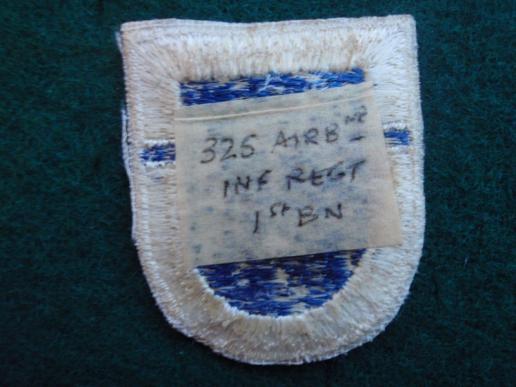 325 AIRBNE
INF REGT
1ST BN